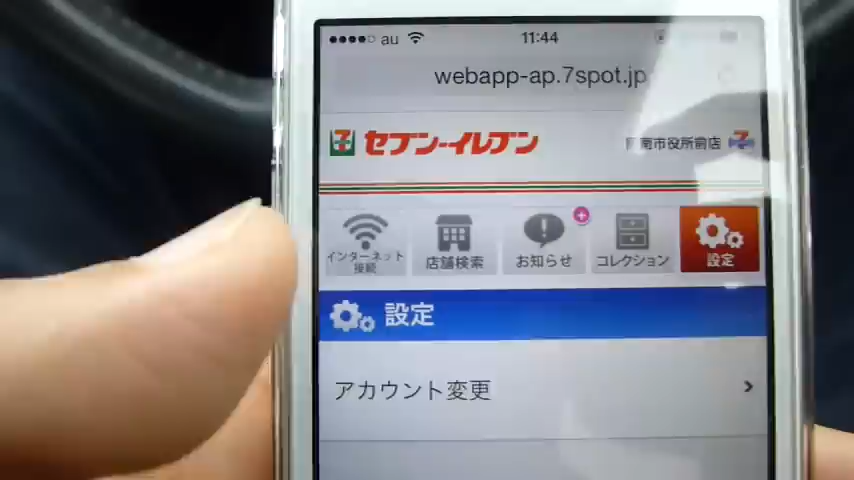 au 11:44
webapp-ap.7spot.jp
セブン-イレブン
南市役所前店
インターネット
接続
店舗検索
お知らせ
コレクション
設定
設定
アカウント変更